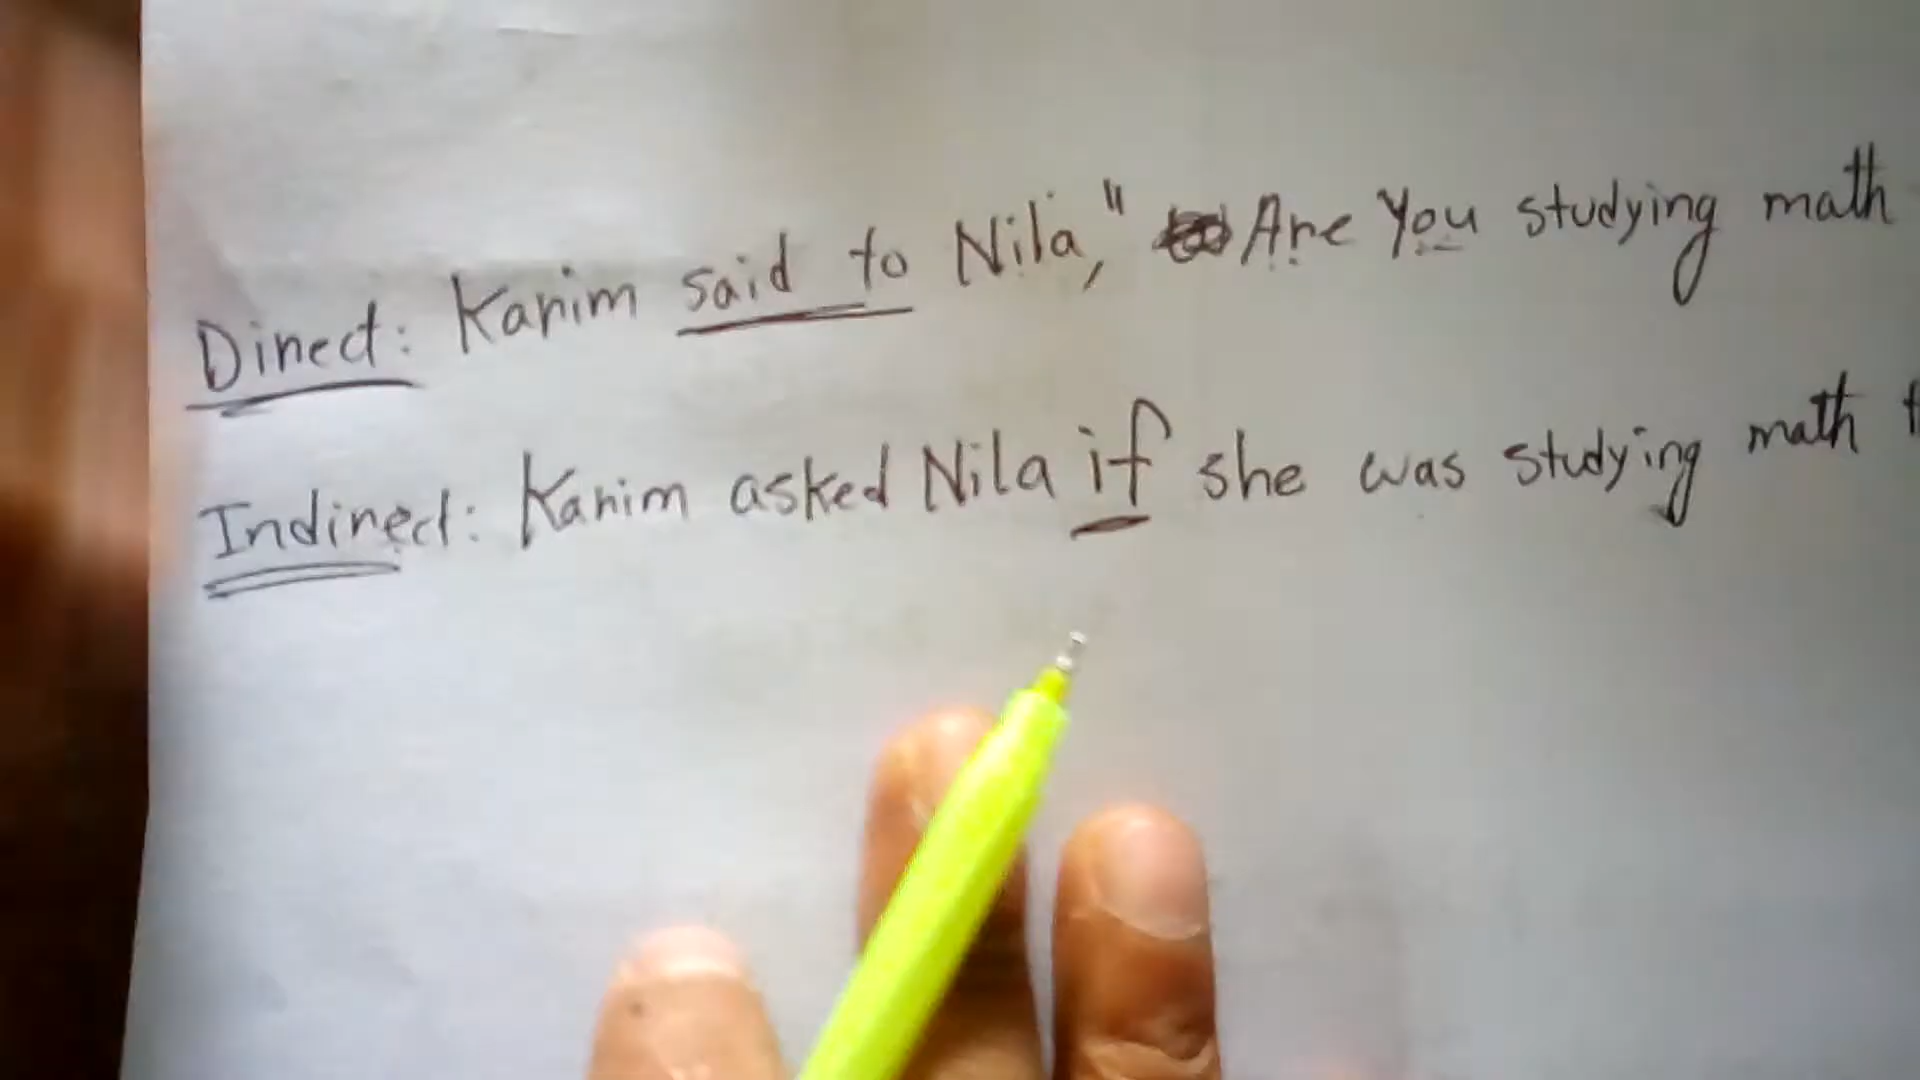 Direct: Karim said to Nila," Are You studying math
Indirect: Karim asked Nila if she was studying math